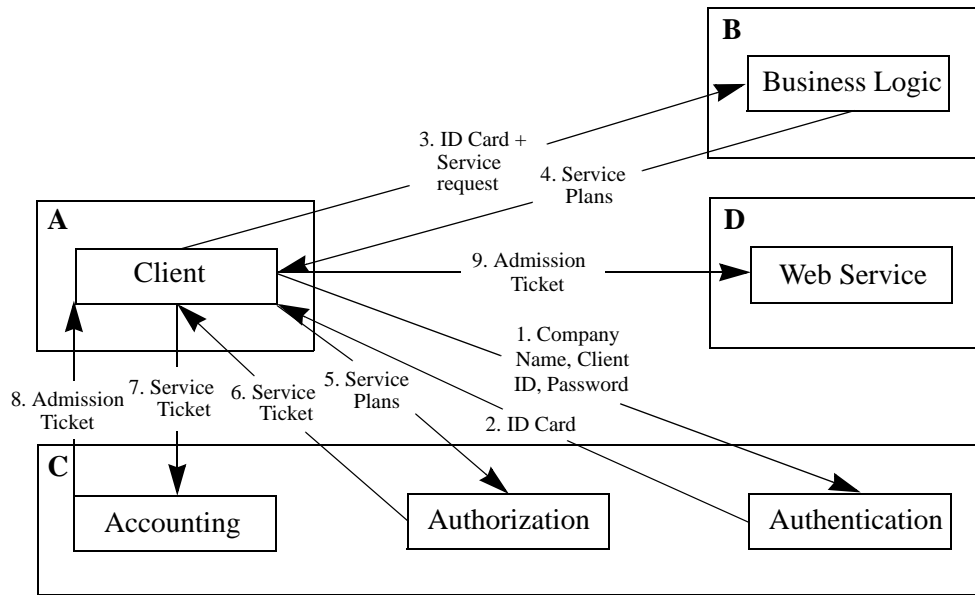 B
Business Logic
3. ID Card +
Service
request
4. Service
Plans
A
Client
D
Web Service
9. Admission
Ticket
1. Company
Name, Client
ID, Password
8. Admission
Ticket
7. Service
Ticket
6. Service
Ticket
5. Service
Plans
2. ID Card
C
Accounting
Authorization
Authentication